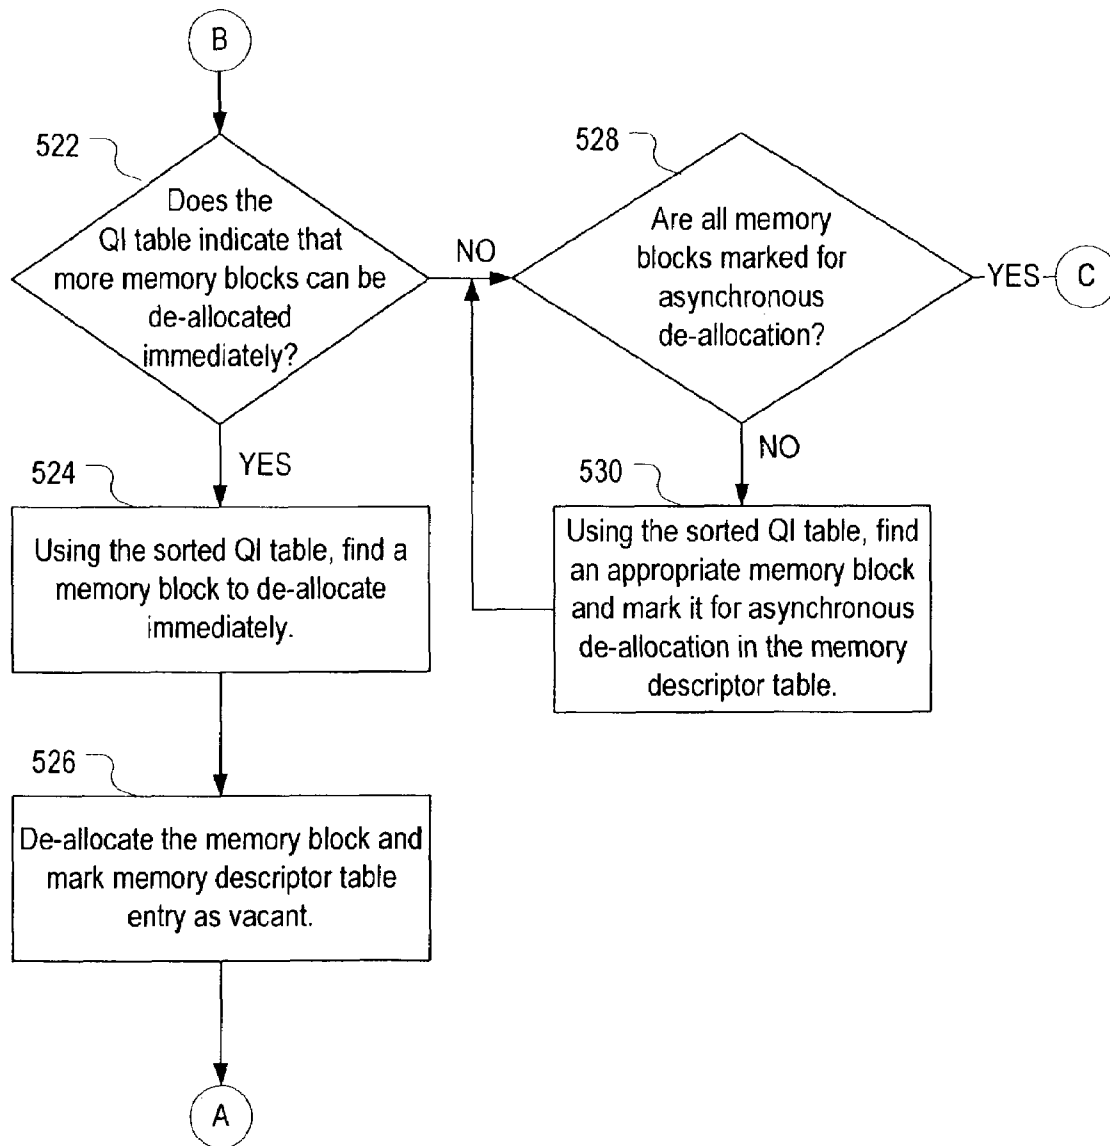 B
522
Does the
QI table indicate that
more memory blocks can be
de-allocated
immediately?
NO
528
Are all memory
blocks marked for
asynchronous
de-allocation?
YES
C
YES
NO
524
Using the sorted QI table, find a
memory block to de-allocate
immediately.
530
Using the sorted QI table, find
an appropriate memory block
and mark it for asynchronous
de-allocation in the memory
descriptor table.
526
De-allocate the memory block and
mark memory descriptor table
entry as vacant.
A